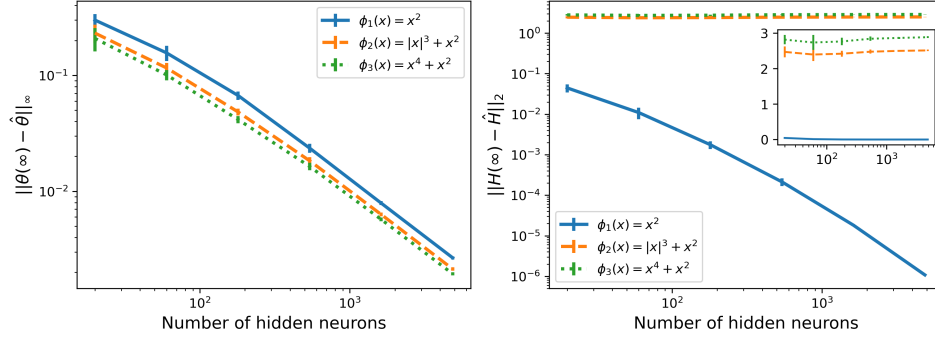 ||θ(∞) − θ̂||∞
10⁻¹
10⁻²
ϕ₁(x) = x²
ϕ₂(x) = |x|³ + x²
ϕ₃(x) = x⁴ + x²
10²
10³
Number of hidden neurons
||H(∞) − Ĥ||₂
10⁰
10⁻¹
10⁻²
10⁻³
10⁻⁴
10⁻⁵
10⁻⁶
3
2
1
0
10²
10³
ϕ₁(x) = x²
ϕ₂(x) = |x|³ + x²
ϕ₃(x) = x⁴ + x²
10²
10³
Number of hidden neurons